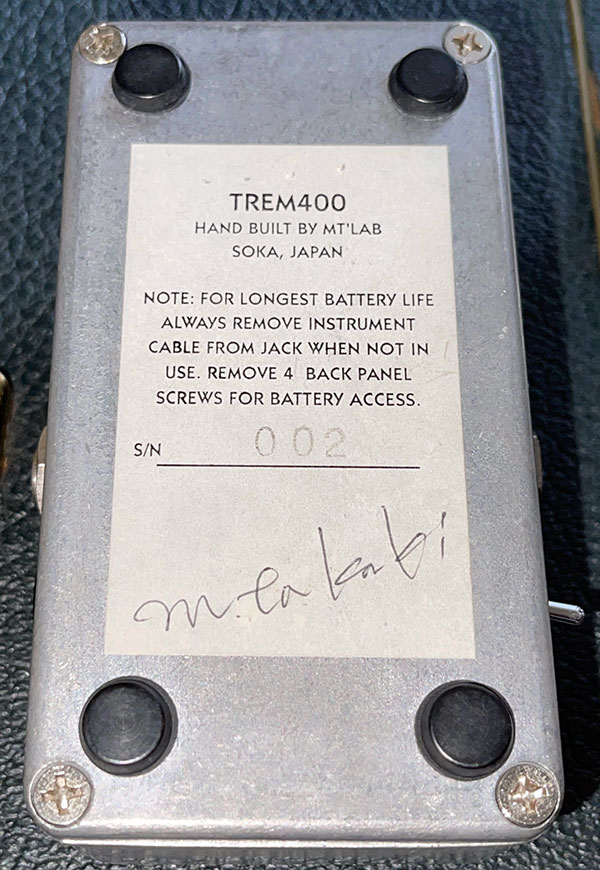 TREM400
HAND BUILT BY MT'LAB
SOKA, JAPAN
NOTE: FOR LONGEST BATTERY LIFE
ALWAYS REMOVE INSTRUMENT
CABLE FROM JACK WHEN NOT IN
USE. REMOVE 4 BACK PANEL
SCREWS FOR BATTERY ACCESS.
S/N 002
m.takaki